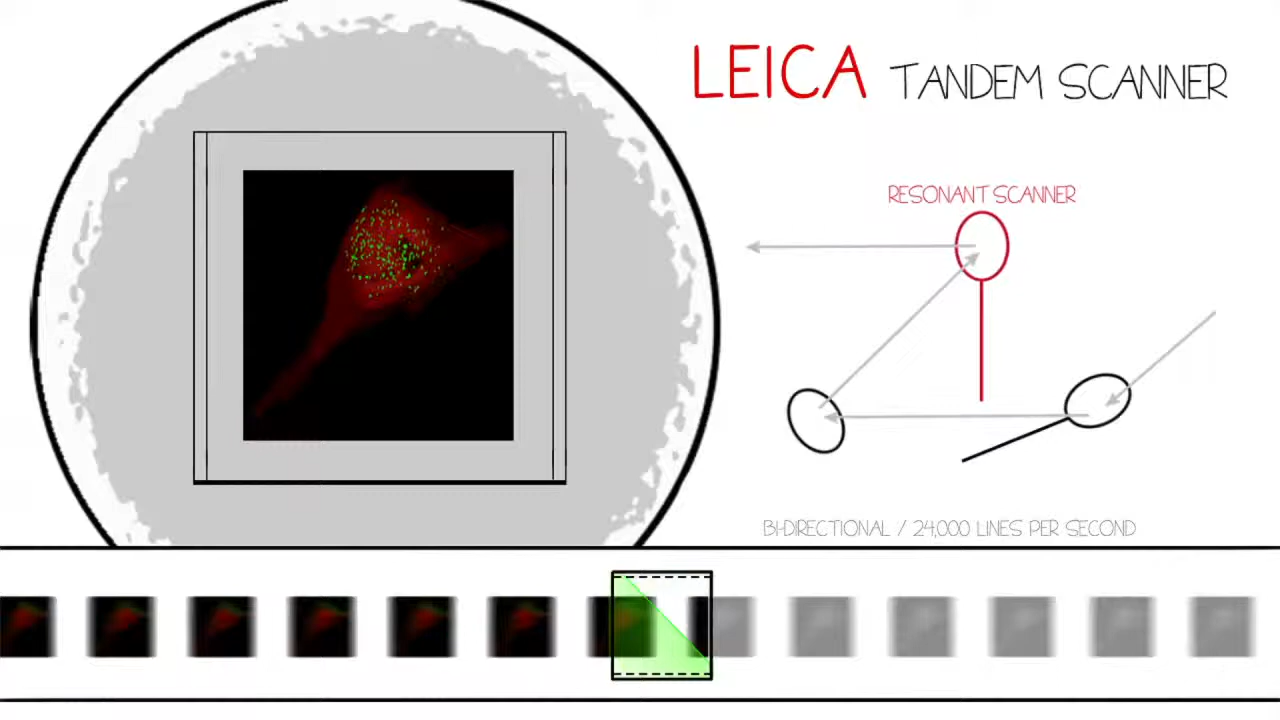 LEICA TANDEM SCANNER
RESONANT SCANNER
BI-DIRECTIONAL / 24,000 LINES PER SECOND